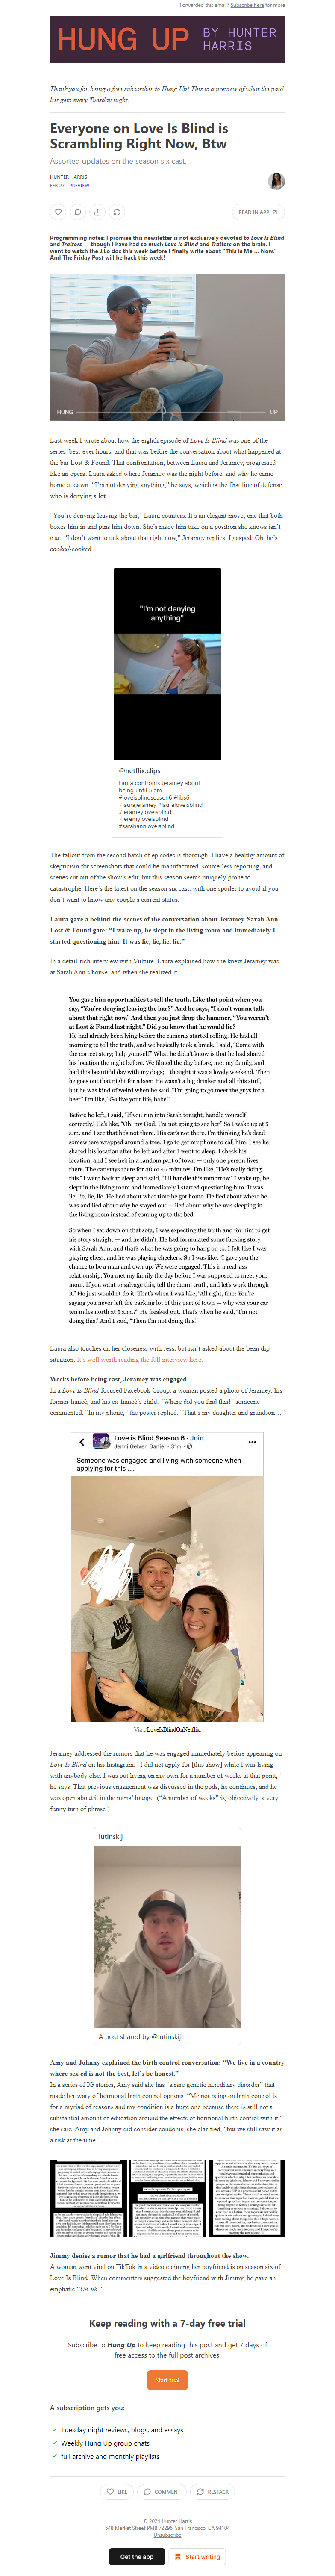 Forwarded this email? Subscribe here for more
HUNG UP BY HUNTER
HARRIS
Thank you for being a free subscriber to Hung Up! This is a preview of what the paid
list gets every Tuesday night.
Everyone on Love Is Blind is
Scrambling Right Now, Btw
Assorted updates on the season six cast.
HUNTER HARRIS
FEB 27 · PREVIEW
READ IN APP
Programming notes: I promise this newsletter is not exclusively devoted to Love Is Blind
and Traitors — though I have had so much Love Is Blind and Traitors on the brain. I
want to watch the J.Lo doc this week before I finally write about "This Is Me ... Now."
And The Friday Post will be back this week!
HUNG UP
Last week I wrote about how the eighth episode of Love Is Blind was one of the
series' best-ever hours, and that was before the conversation about what happened at
the bar Lost & Found. That confrontation, between Laura and Jeramey, progressed
like an opera. Laura asked where Jeramey was the night before, and why he came
home at dawn. "I'm not denying anything," he says, which is the first line of defense
who is denying a lot.
"You're denying leaving the bar," Laura counters. It's an elegant move, one that both
boxes him in and pins him down. She's made him take on a position she knows isn't
true. "I don't want to talk about that right now," Jeramey replies. I gasped. Oh, he's
cooked-cooked.
"I'm not denying
anything"
@netflix.clips
Laura confronts Jeramey about
being out until 5 am
#loveisblindseason6 #libs6
#laurajeramey #lauraloveisblind
#jerameyloveisblind
#jeremyloveisblind
#sarahannloveisblind
The fallout from the second batch of episodes is thorough. I have a healthy amount of
skepticism for screenshots that could be manufactured, source-less reporting, and
scenes cut out of the show's edit, but this season seems uniquely prone to
catastrophe. Here's the latest on the season six cast, with one spoiler to avoid if you
don't want to know any couple's current status.
Laura gave a behind-the-scenes of the conversation about Jeramey-Sarah Ann-
Lost & Found gate: "I wake up, he slept in the living room and immediately I
started questioning him. It was lie, lie, lie, lie."
In a detail-rich interview with Vulture, Laura explained how she knew Jeramey was
at Sarah Ann's house, and when she realized it.
You gave him opportunities to tell the truth. Like that point when you
say, "You're denying leaving the bar?" And he says, "I don't wanna talk
about that right now." And then you just drop the hammer, "You weren't
at Lost & Found last night." Did you know that he would lie?
He had already been lying before the cameras started rolling. He had all
morning to tell the truth, and we basically took a break. I said, "Come with
the correct story; help yourself." What he didn't know is that he had shared
his location the night before. We filmed the day before, met my family, and
had this beautiful day with my dogs; I thought it was a lovely weekend. Then
he goes out that night for a beer. He wasn't a big drinker and all this stuff,
but he was kind of weird when he said, "I'm going to go meet the guys for a
beer." I'm like, "Go live your life, babe."
Before he left, I said, "If you run into Sarah tonight, handle yourself
correctly." He's like, "Oh, my God, I'm not going to see her." So I wake up at 5
a.m. and I see that he's not there. His car's not there. I'm thinking he's dead
somewhere wrapped around a tree. I go to get my phone to call him. I see he
shared his location after he left and after I went to sleep. I check his
location, and I see he's in a random part of town — only one person lives
there. The car stays there for 30 or 45 minutes. I'm like, "He's really doing
this." I went back to sleep and said, "I'll handle this tomorrow." I wake up, he
slept in the living room and immediately I started questioning him. It was
lie, lie, lie, lie. He lied about what time he got home. He lied about where he
was and lied about why he stayed out — lied about why he was sleeping in
the living room instead of coming up to the bed.
So when I sat down on that sofa, I was expecting the truth and for him to get
his story straight — and he didn't. He had formulated some fucking story
with Sarah Ann, and that's what he was going to hang on to. I felt like I was
playing chess, and he was playing checkers. So I was like, "I gave you the
chance to be a man and own up. We were engaged. This is a real-ass
relationship. You met my family the day before I was supposed to meet your
mom. If you want to salvage this, tell the damn truth, and let's work through
it." He just wouldn't do it. That's when I was like, "All right, fine: You're
saying you never left the parking lot of this part of town — why was your car
ten miles north at 5 a.m.?" He freaked out. That's when he said, "I'm not
doing this." And I said, "Then I'm not doing this."
Laura also touches on her closeness with Jess, but isn't asked about the bean dip
situation. It's well worth reading the full interview here.
Weeks before being cast, Jeramey was engaged.
In a Love Is Blind-focused Facebook Group, a woman posted a photo of Jeramey, his
former fiancé, and his ex-fiancé's child. "Where did you find this!" someone
commented. "In my phone," the poster replied. "That's my daughter and grandson…"
Love is Blind Season 6 · Join
Jenni Gelven Daniel · 31m ·
Someone was engaged and living with someone when
applying for this ....
Via r/LoveIsBlindOnNetflix
Jeramey addressed the rumors that he was engaged immediately before appearing on
Love Is Blind on his Instagram. "I did not apply for [this show] while I was living
with anybody else. I was out living on my own for a number of weeks at that point,"
he says. That previous engagement was discussed in the pods, he continues, and he
was open about it in the mens' lounge. ("A number of weeks" is, objectively, a very
funny turn of phrase.)
lutinskij
A post shared by @lutinskij
Amy and Johnny explained the birth control conversation: "We live in a country
where sex ed is not the best, let's be honest."
In a series of IG stories, Amy said she has "a rare genetic hereditary disorder" that
made her wary of hormonal birth control options. "Me not being on birth control is
for a myriad of reasons and my condition is a huge one because there is still not a
substantial amount of education around the effects of hormonal birth control with it,"
she said. Amy and Johnny did consider condoms, she clarified, "but we still saw it as
a risk at the time."
Jimmy denies a rumor that he had a girlfriend throughout the show.
A woman went viral on TikTok in a video claiming her boyfriend is on season six of
Love Is Blind. When commenters suggested the boyfriend with Jimmy, he gave an
emphatic "Uh-uh."...
Keep reading with a 7-day free trial
Subscribe to Hung Up to keep reading this post and get 7 days of
free access to the full post archives.
Start trial
A subscription gets you:
Tuesday night reviews, blogs, and essays
Weekly Hung Up group chats
full archive and monthly playlists
LIKE COMMENT RESTACK
© 2024 Hunter Harris
548 Market Street PMB 72296, San Francisco, CA 94104
Unsubscribe
Get the app Start writing